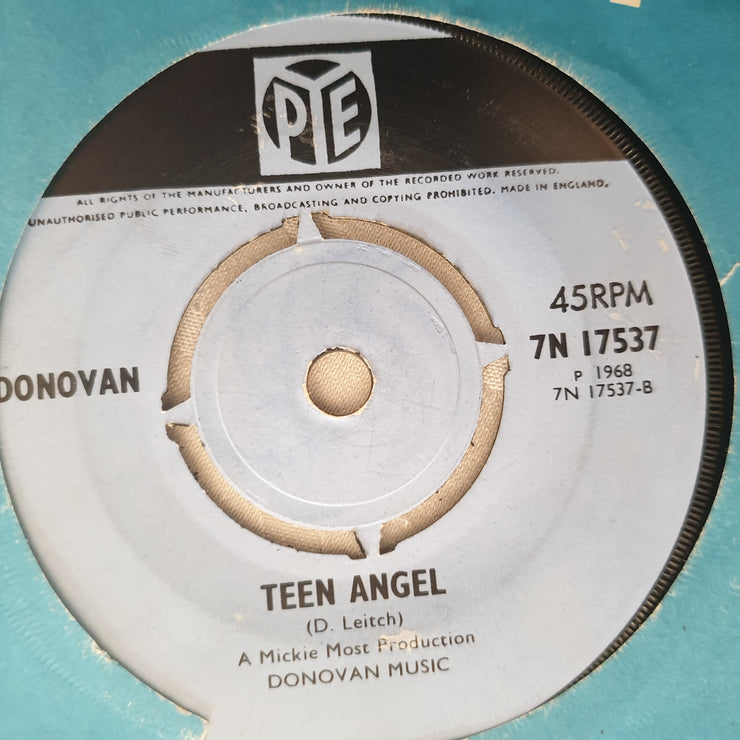 PYE
ALL RIGHTS OF THE MANUFACTURERS AND OWNER OF THE RECORDED WORK RESERVED.
UNAUTHORISED PUBLIC PERFORMANCE, BROADCASTING AND COPYING PROHIBITED. MADE IN ENGLAND.
45RPM
7N 17537
P 1968
7N 17537-B
DONOVAN
TEEN ANGEL
(D. Leitch)
A Mickie Most Production
DONOVAN MUSIC